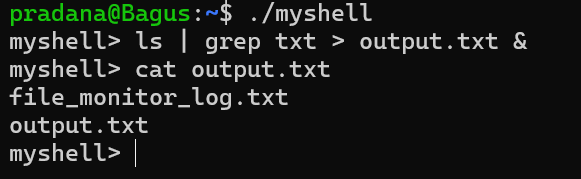 pradana@Bagus:~$ ./myshell
myshell> ls | grep txt > output.txt &
myshell> cat output.txt
file_monitor_log.txt
output.txt
myshell>